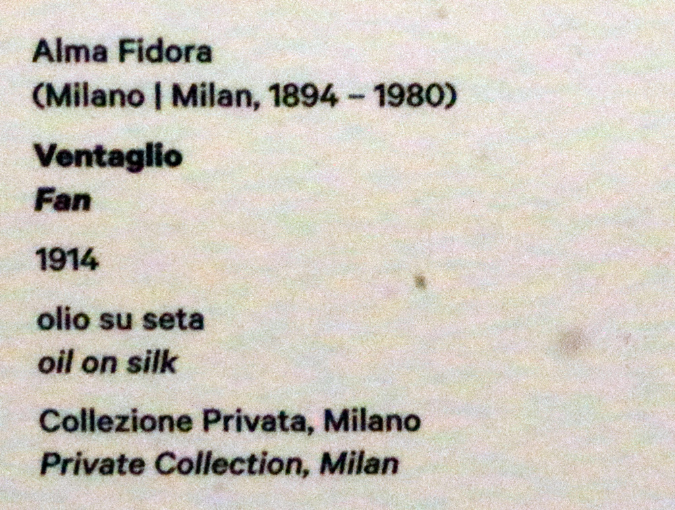 Alma Fidora
(Milano | Milan, 1894 – 1980)
Ventaglio
Fan
1914
olio su seta
oil on silk
Collezione Privata, Milano
Private Collection, Milan